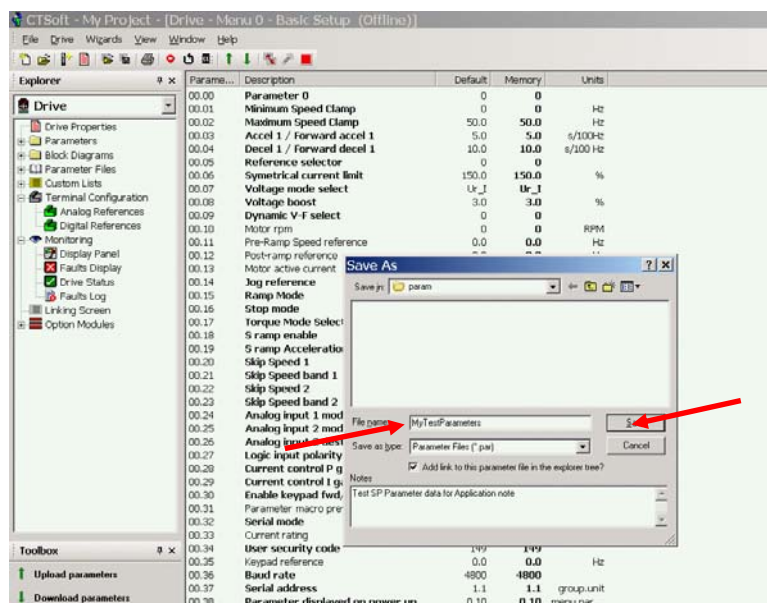 CTSoft - My Project - [Drive - Menu 0 - Basic Setup (Offline)]
File Drive Wizards View Window Help
Explorer
Drive
Drive Properties
Parameters
Block Diagrams
Parameter Files
Custom Lists
Terminal Configuration
Analog References
Digital References
Monitoring
Display Panel
Faults Display
Drive Status
Faults Log
Linking Screen
Option Modules
Toolbox
Upload parameters
Download parameters
Parame... Description Default Memory Units
00.00 Parameter 0 0 0
00.01 Minimum Speed Clamp 0 0 Hz
00.02 Maximum Speed Clamp 50.0 50.0 Hz
00.03 Accel 1 / Forward accel 1 5.0 5.0 s/100Hz
00.04 Decel 1 / Forward decel 1 10.0 10.0 s/100 Hz
00.05 Reference selector 0 0
00.06 Symetrical current limit 150.0 150.0 %
00.07 Voltage mode select Ur_I Ur_I
00.08 Voltage boost 3.0 3.0 %
00.09 Dynamic V-F select 0 0
00.10 Motor rpm 0 0 RPM
00.11 Pre-Ramp Speed reference 0.0 0.0 Hz
00.12 Post-ramp reference
00.13 Motor active current
00.14 Jog reference
00.15 Ramp Mode
00.16 Stop mode
00.17 Torque Mode Select
00.18 S ramp enable
00.19 S ramp Acceleratio
00.20 Skip Speed 1
00.21 Skip Speed band 1
00.22 Skip Speed 2
00.23 Skip Speed band 2
00.24 Analog input 1 mod
00.25 Analog input 2 mod
00.26 Analog input
00.27 Logic input polarity
00.28 Current control P g
00.29 Current control I ga
00.30 Enable keypad fwd/
00.31 Parameter macro pre
00.32 Serial mode
00.33 Current rating
00.34 User security code 149 149
00.35 Keypad reference 0.0 0.0 Hz
00.36 Baud rate 4800 4800
00.37 Serial address 1.1 1.1 group.unit
00.38 Parameter displayed on power up 0.10 0.10 menu.par
Save As
Save in: param
File name: MyTestParameters
Save as type: Parameter Files (*.par)
Cancel
Add link to this parameter file in the explorer tree?
Notes
Test SP Parameter data for Application note